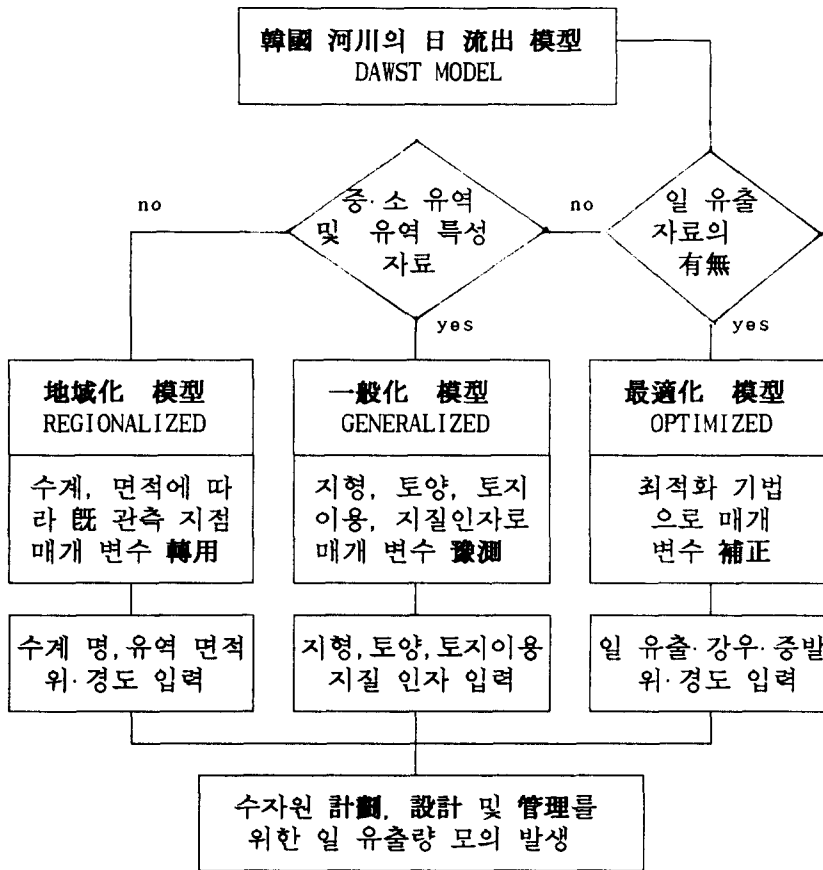 韓國 河川의 日 流出 模型
DAWST MODEL
no
중·소 유역
및 유역 특성
자료
no
일 유출
자료의
有無
yes
yes
地域化 模型
REGIONALIZED
一般化 模型
GENERALIZED
最適化 模型
OPTIMIZED
수계, 면적에 따
라 旣 관측 지점
매개 변수 轉用
지형, 토양, 토지
이용, 지질인자로
매개 변수 豫測
최적화 기법
으로 매개
변수 補正
수계 명, 유역 면적
위·경도 입력
지형, 토양, 토지이용
지질 인자 입력
일 유출·강우·증발
위·경도 입력
수자원 計劃, 設計 및 管理를
위한 일 유출량 모의 발생